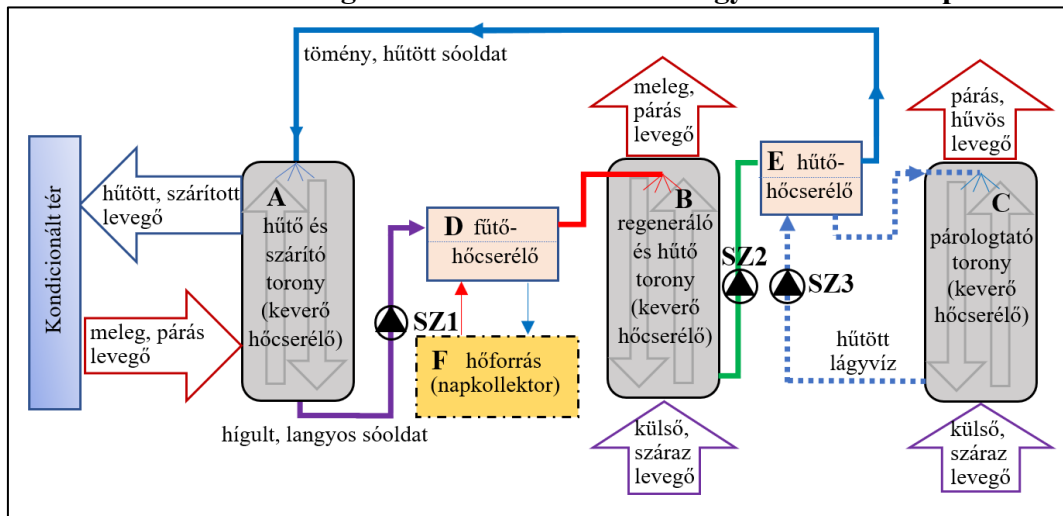 tömény, hűtött sóoldat
Kondicionált tér
hűtött, szárított
levegő
meleg, párás
levegő
A
hűtő és
szárító
torony
(keverő
hőcserélő)
hígult, langyos sóoldat
SZ1
D fűtő-
hőcserélő
F hőforrás
(napkollektor)
meleg,
párás
levegő
B
regeneráló
és hűtő
torony
(keverő
hőcserélő)
külső,
száraz
levegő
SZ2
E hűtő-
hőcserélő
SZ3
hűtött
lágyvíz
párás,
hűvös
levegő
C
párologtató
torony
(keverő
hőcserélő)
külső,
száraz
levegő